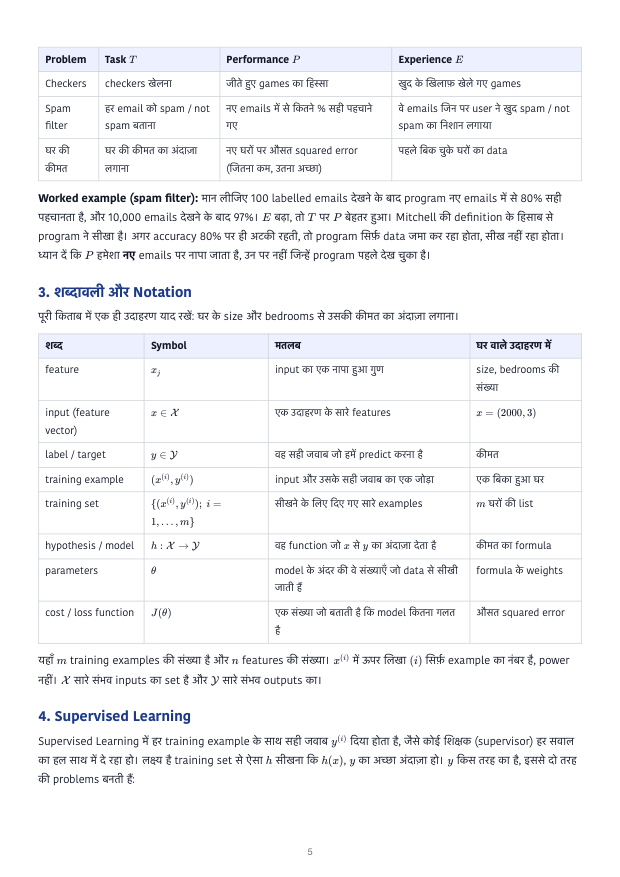 Problem Task T Performance P Experience E
Checkers checkers खेलना जीते हुए games का हिस्सा खुद के खिलाफ़ खेले गए games
Spam हर email को spam / not नए emails में से कितने % सही पहचाने वे emails जिन पर user ने खुद spam / not
filter spam बताना गए spam का निशान लगाया
घर की घर की कीमत का अंदाज़ा नए घरों पर औसत squared error पहले बिक चुके घरों का data
कीमत लगाना (जितना कम, उतना अच्छा)
Worked example (spam filter): मान लीजिए 100 labelled emails देखने के बाद program नए emails में से 80% सही
पहचानता है, और 10,000 emails देखने के बाद 97%। E बढ़ा, तो T पर P बेहतर हुआ। Mitchell की definition के हिसाब से
program ने सीखा है। अगर accuracy 80% पर ही अटकी रहती, तो program सिर्फ़ data जमा कर रहा होता, सीख नहीं रहा होता।
ध्यान दें कि P हमेशा नए emails पर नापा जाता है, उन पर नहीं जिन्हें program पहले देख चुका है।
3. शब्दावली और Notation
पूरी किताब में एक ही उदाहरण याद रखें: घर के size और bedrooms से उसकी कीमत का अंदाज़ा लगाना।
शब्द Symbol मतलब घर वाले उदाहरण में
feature x_j input का एक नापा हुआ गुण size, bedrooms की
संख्या
input (feature x ∈ 𝒳 एक उदाहरण के सारे features x = (2000, 3)
vector)
label / target y ∈ 𝒴 वह सही जवाब जो हमें predict करना है कीमत
training example (x^(i), y^(i)) input और उसके सही जवाब का एक जोड़ा एक बिका हुआ घर
training set {(x^(i), y^(i)); i = सीखने के लिए दिए गए सारे examples m घरों की list
1, . . . , m}
hypothesis / model h : 𝒳 → 𝒴 वह function जो x से y का अंदाज़ा देता है कीमत का formula
parameters θ model के अंदर की वे संख्याएँ जो data से सीखी formula के weights
जाती हैं
cost / loss function J(θ) एक संख्या जो बताती है कि model कितना गलत औसत squared error
है
यहाँ m training examples की संख्या है और n features की संख्या। x^(i) में ऊपर लिखा (i) सिर्फ़ example का नंबर है, power
नहीं। 𝒳 सारे संभव inputs का set है और 𝒴 सारे संभव outputs का।
4. Supervised Learning
Supervised Learning में हर training example के साथ सही जवाब y^(i) दिया होता है, जैसे कोई शिक्षक (supervisor) हर सवाल
का हल साथ में दे रहा हो। लक्ष्य है training set से ऐसा h सीखना कि h(x), y का अच्छा अंदाज़ा हो। y किस तरह का है, इससे दो तरह
की problems बनती हैं:
5